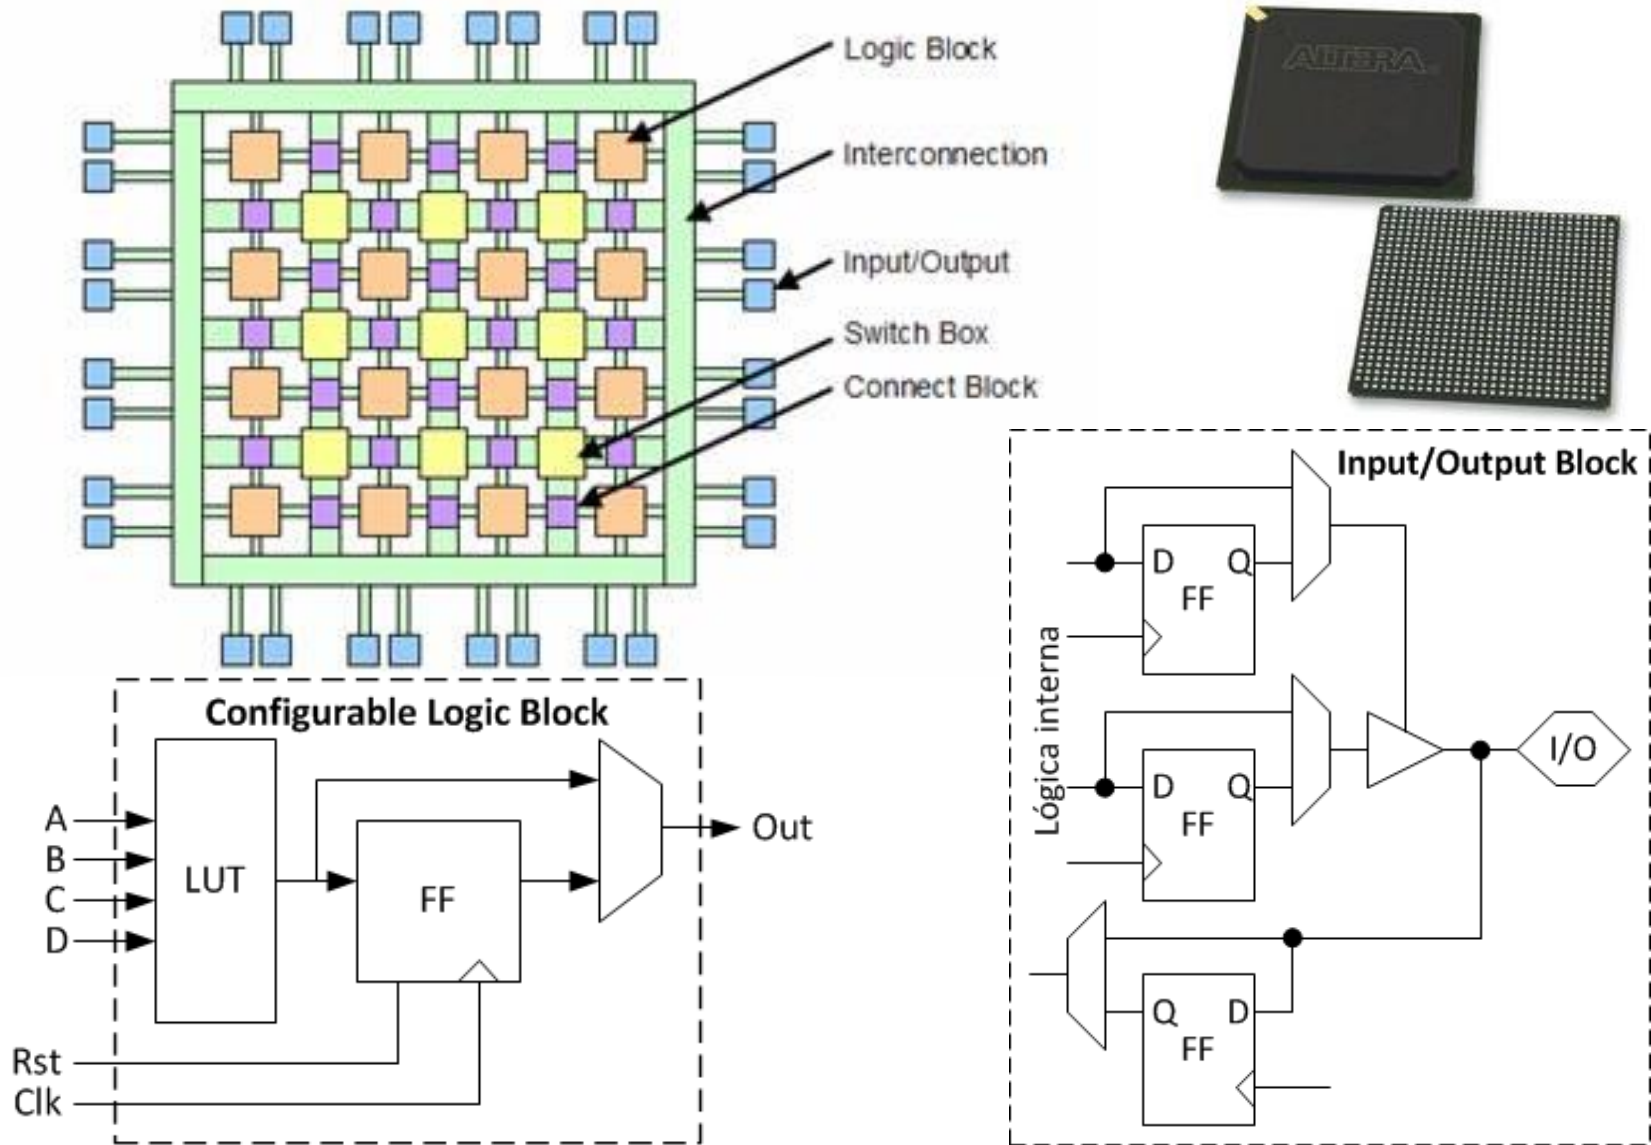 Logic Block
Interconnection
Input/Output
Switch Box
Connect Block
ALTERA
Configurable Logic Block
A
B
C
D
LUT
FF
Out
Rst
Clk
Input/Output Block
D Q
FF
Lógica interna
D Q
FF
I/O
Q D
FF